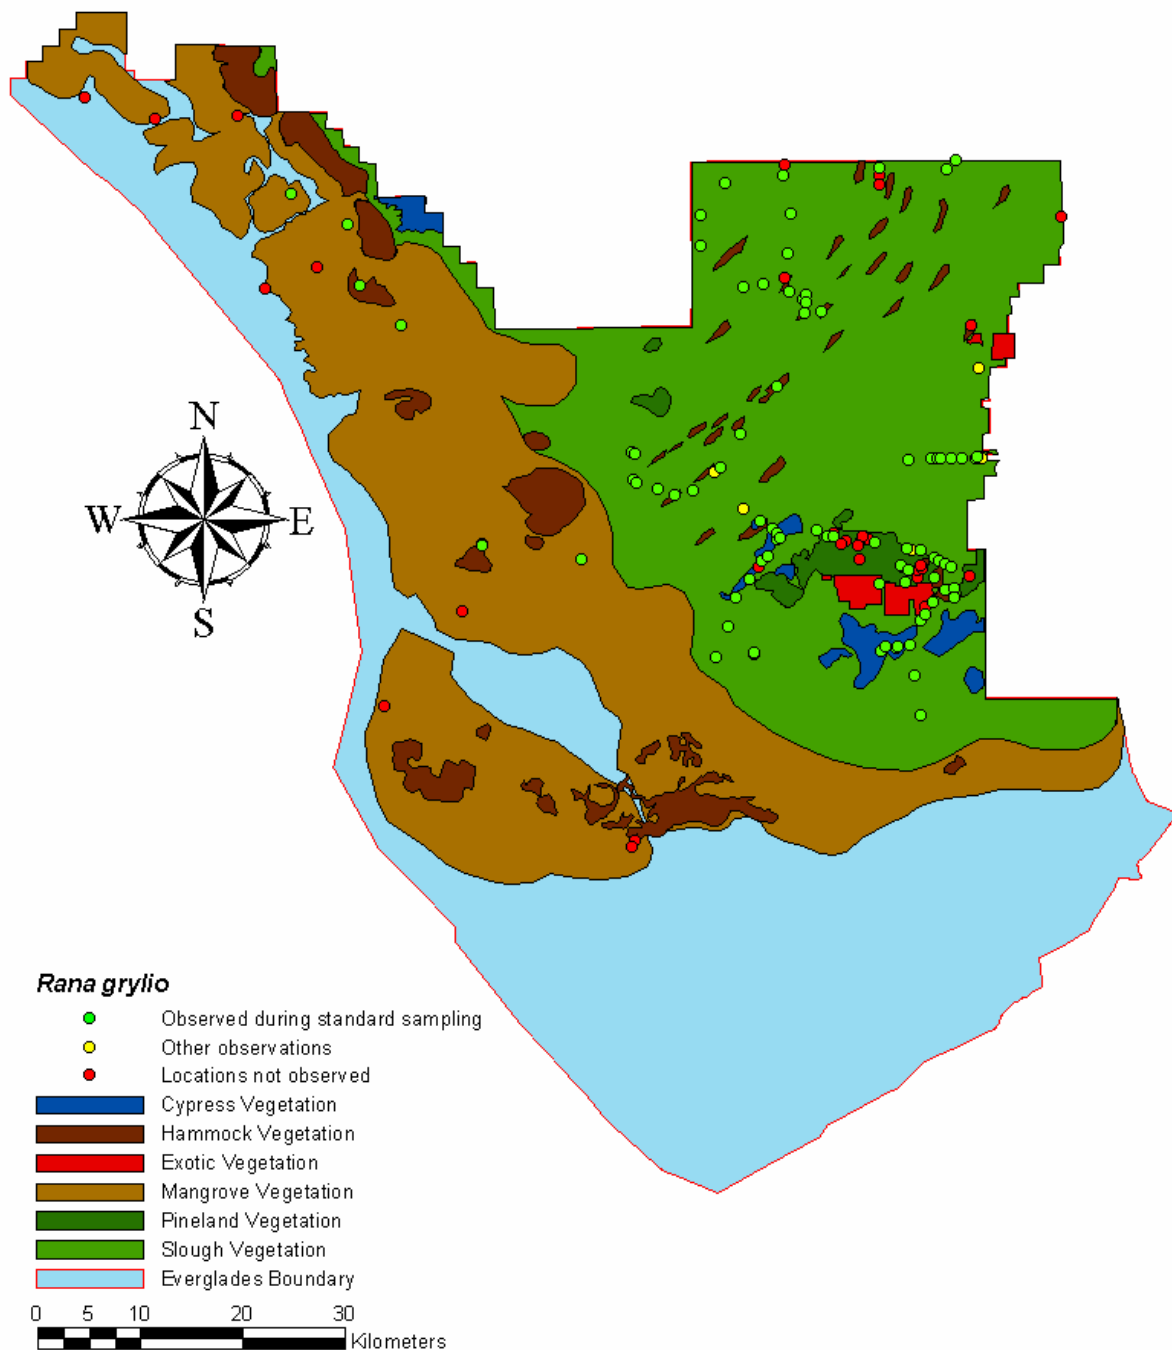 N
W E
S
Rana grylio
Observed during standard sampling
Other observations
Locations not observed
Cypress Vegetation
Hammock Vegetation
Exotic Vegetation
Mangrove Vegetation
Pineland Vegetation
Slough Vegetation
Everglades Boundary
0 5 10 20 30
Kilometers